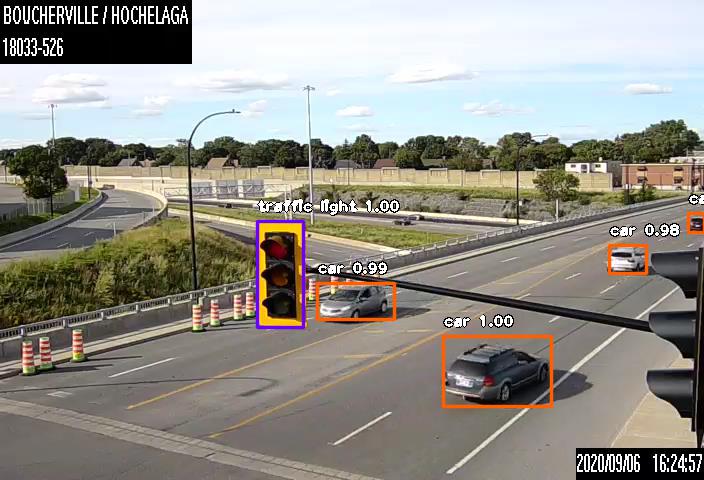 BOUCHERVILLE / HOCHELAGA
18033-526
traffic light 1.00
ca
car 0.98
car 0.99
car 1.00
2020/09/06 16:24:57